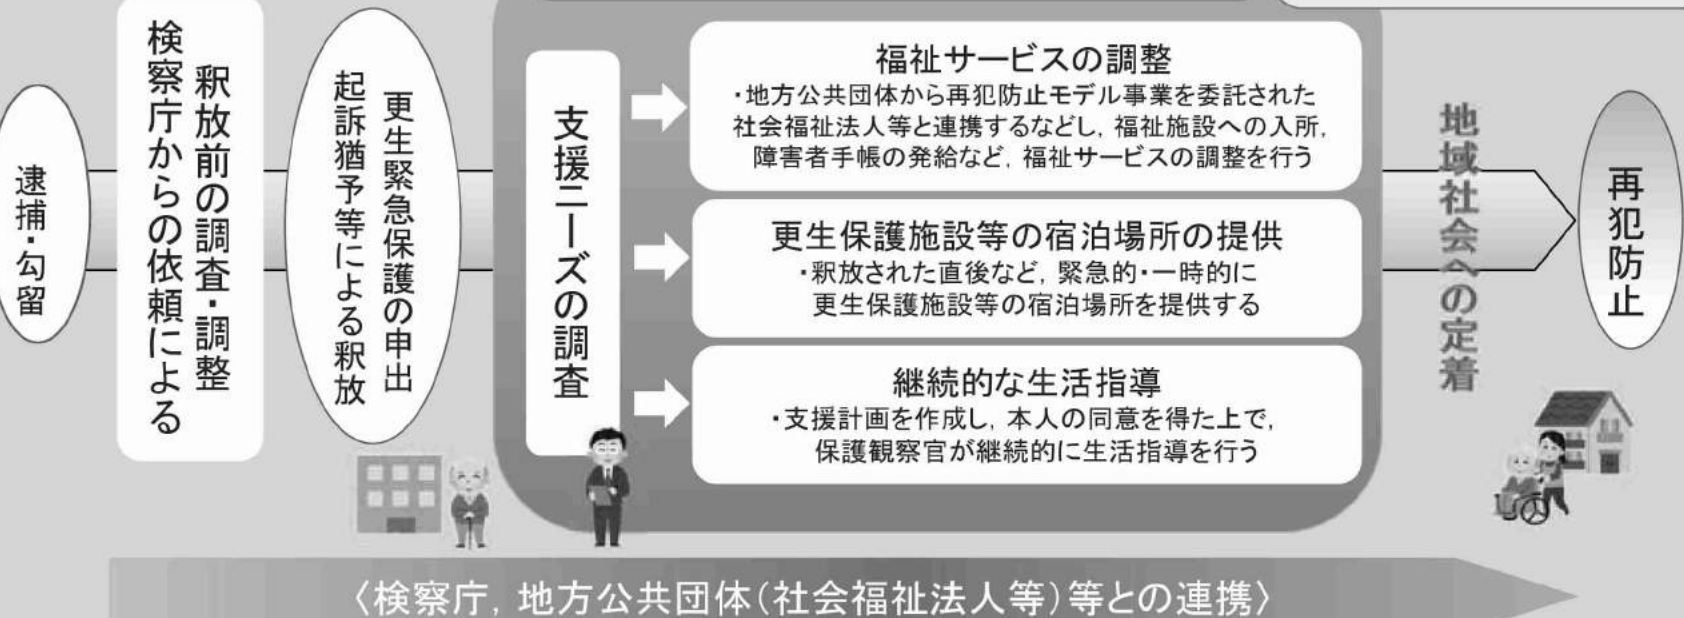 逮捕・勾留
検察庁からの依頼による
釈放前の調査・調整
起訴猶予等による釈放
更生緊急保護の申出
支援ニーズの調査
福祉サービスの調整
・地方公共団体から再犯防止モデル事業を委託された
社会福祉法人等と連携するなどし，福祉施設への入所，
障害者手帳の発給など，福祉サービスの調整を行う
更生保護施設等の宿泊場所の提供
・釈放された直後など，緊急的・一時的に
更生保護施設等の宿泊場所を提供する
継続的な生活指導
・支援計画を作成し，本人の同意を得た上で，
保護観察官が継続的に生活指導を行う
地域社会への定着
再犯防止
〈検察庁，地方公共団体（社会福祉法人等）等との連携〉